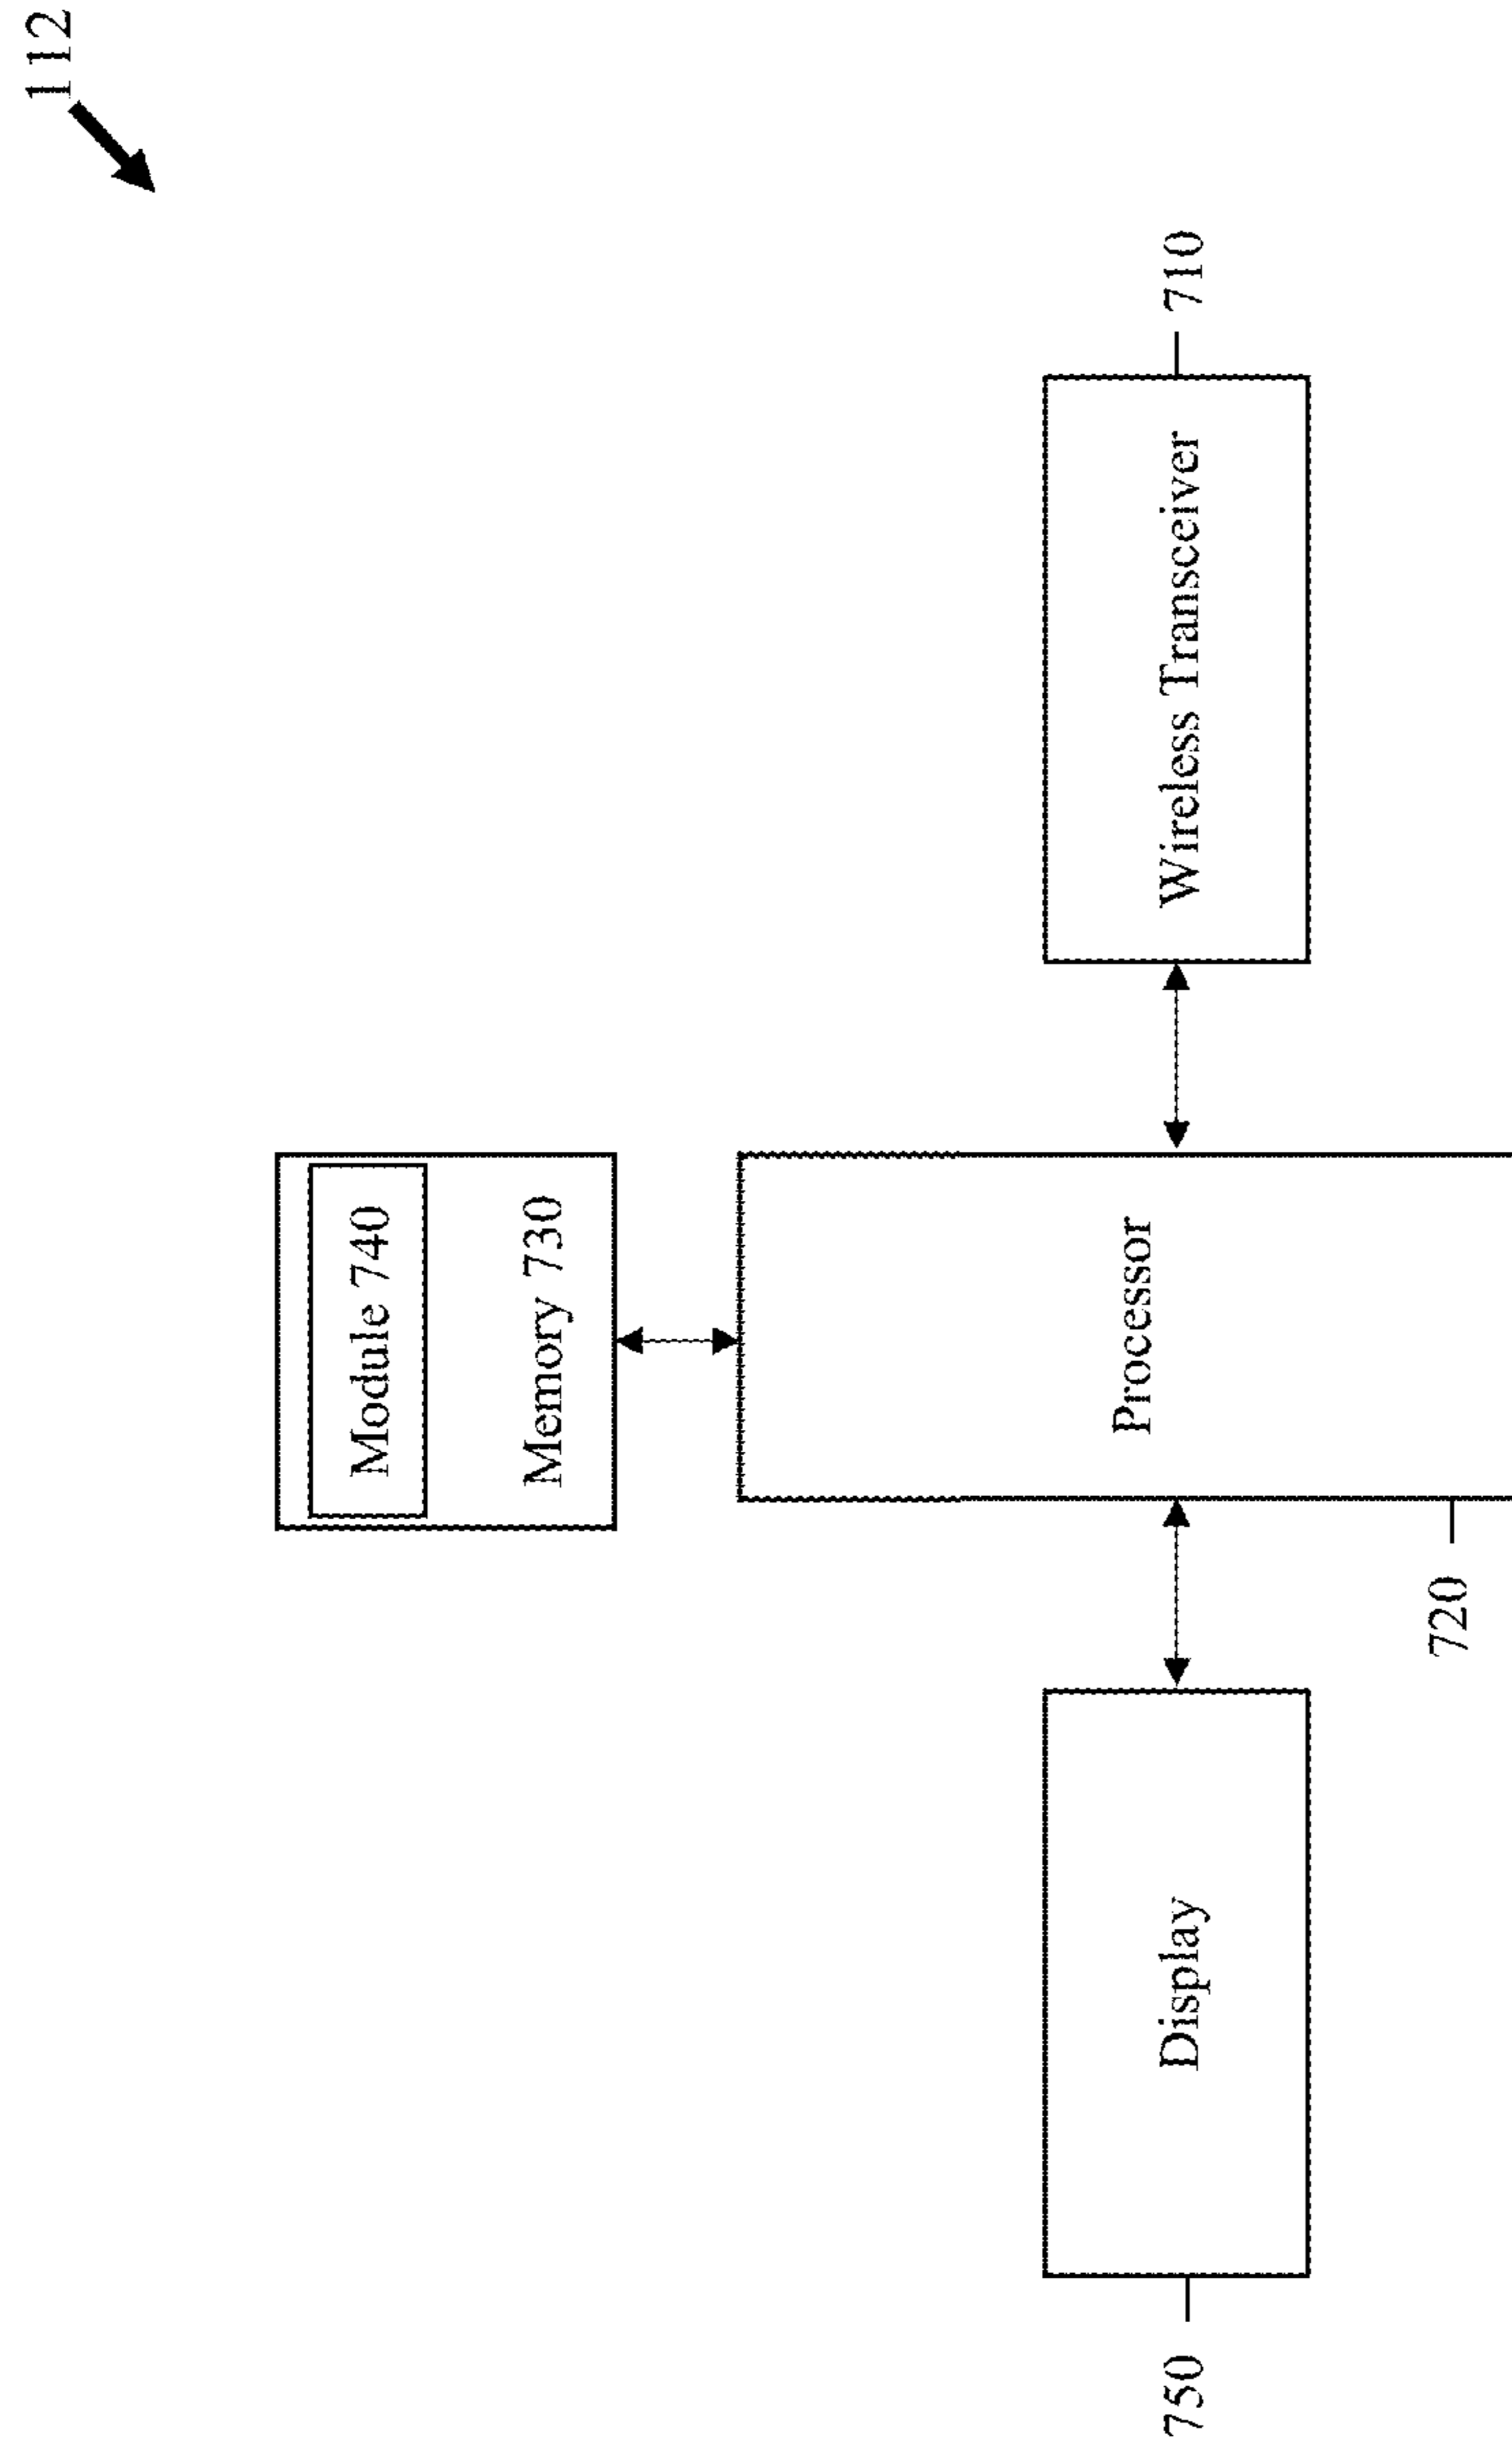 112
Module 740
Memory 730
750
Display
Processor
720
Wireless Transceiver
710